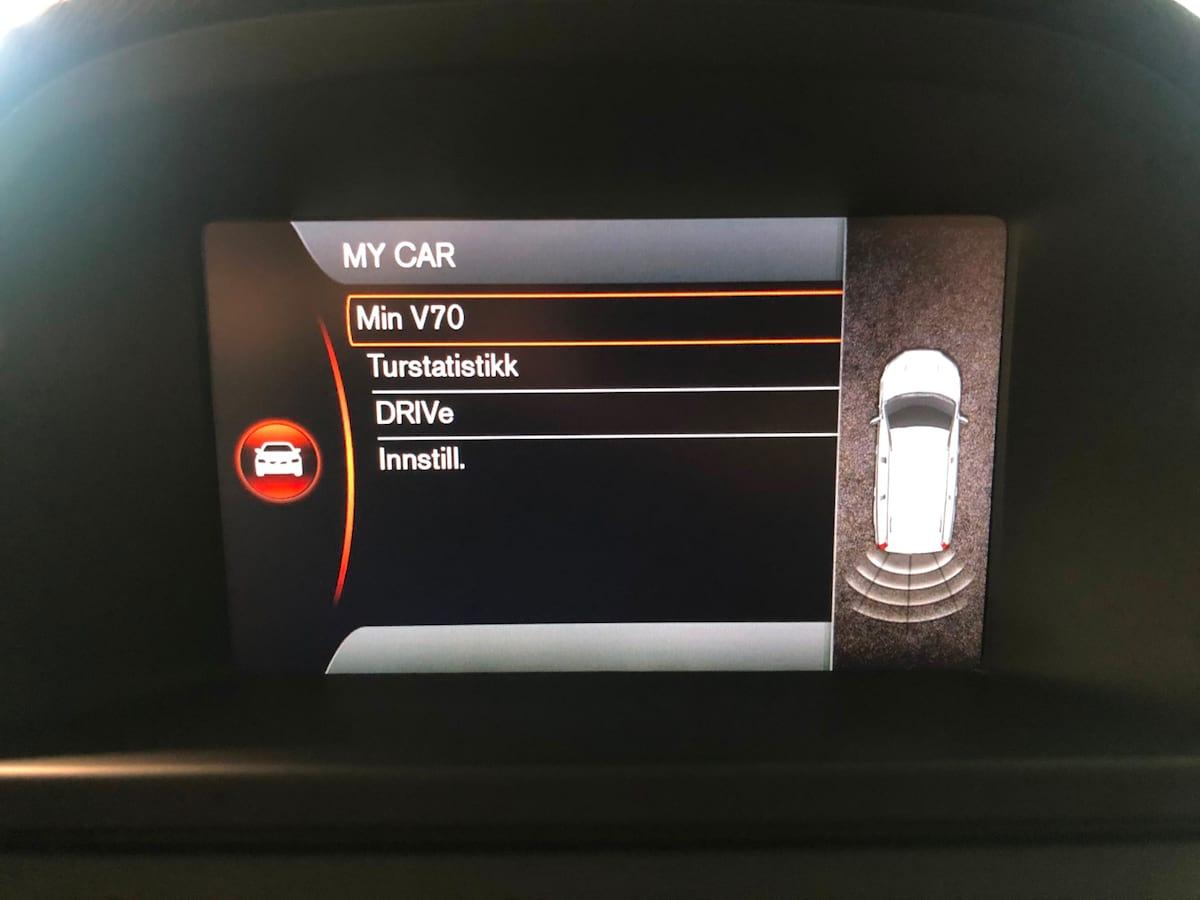 MY CAR
Min V70
Turstatistikk
DRIVe
Innstill.